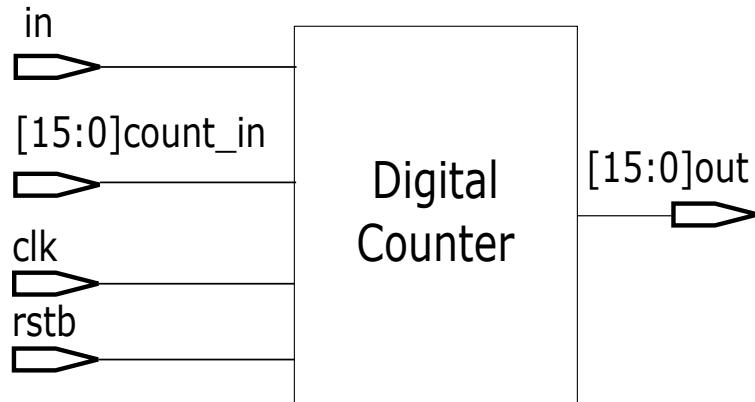 in
[15:0]count_in
clk
rstb
Digital
Counter
[15:0]out